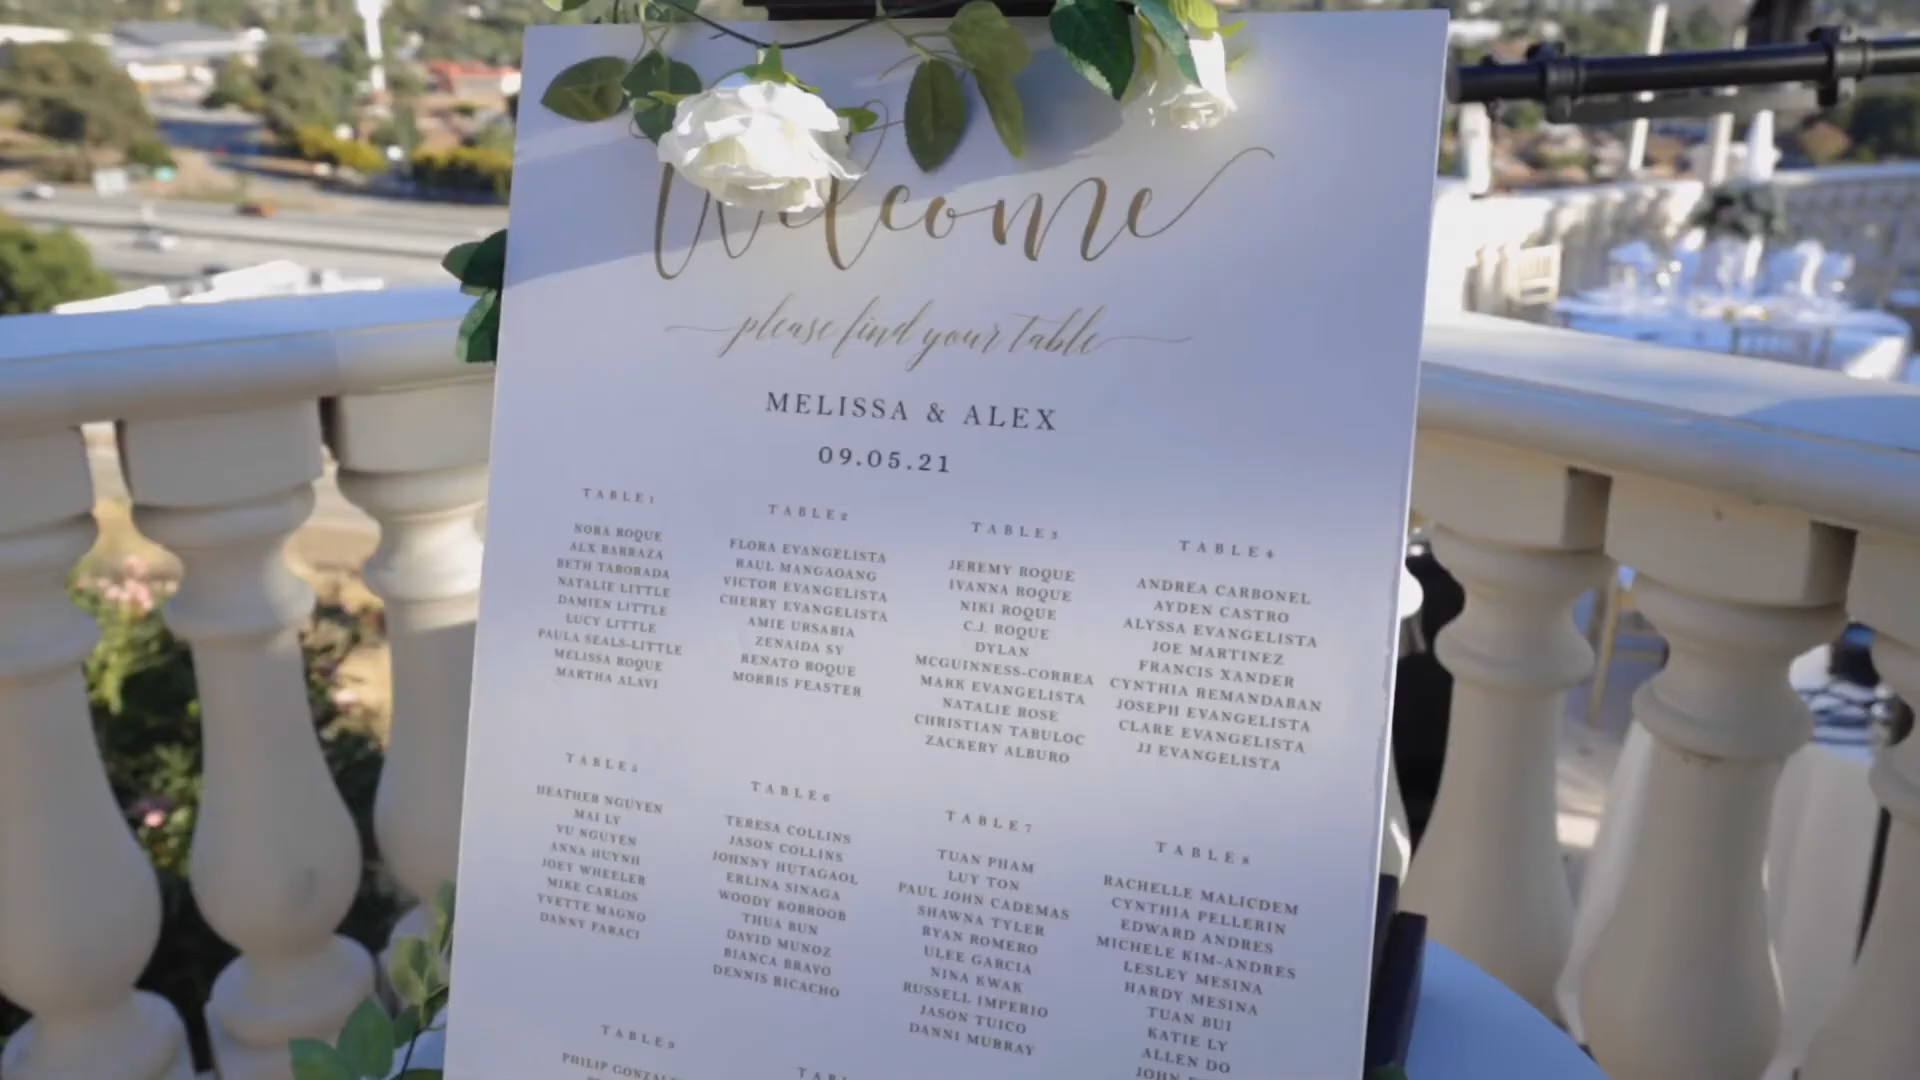 Welcome
please find your table
MELISSA & ALEX
09.05.21
TABLE 1
NORA ROQUE
ALX BARRAZA
BETH TABORADA
NATALIE LITTLE
DAMIEN LITTLE
LUCY LITTLE
PAULA SEALS-LITTLE
MELISSA ROQUE
MARTHA ALAVI
TABLE 2
FLORA EVANGELISTA
RAUL MANGAOANG
VICTOR EVANGELISTA
CHERRY EVANGELISTA
AMIE URSABIA
ZENAIDA SY
RENATO ROQUE
MORRIS FEASTER
TABLE 3
JEREMY ROQUE
IVANNA ROQUE
NIKI ROQUE
C.J. ROQUE
DYLAN
MCGUINNESS-CORREA
MARK EVANGELISTA
NATALIE ROSE
CHRISTIAN TABULOC
ZACKERY ALBURO
TABLE 4
ANDREA CARBONEL
AYDEN CASTRO
ALYSSA EVANGELISTA
JOE MARTINEZ
FRANCIS XANDER
CYNTHIA REMANDABAN
JOSEPH EVANGELISTA
CLARE EVANGELISTA
JJ EVANGELISTA
TABLE 5
HEATHER NGUYEN
MAI LY
VU NGUYEN
ANNA HUYNH
JOEY WHEELER
MIKE CARLOS
YVETTE MAGNO
DANNY FARACI
TABLE 6
TERESA COLLINS
JASON COLLINS
JOHNNY HUTAGAOL
ERLINA SINAGA
WOODY ROBROOB
THUA BUN
DAVID MUNOZ
BIANCA BRAVO
DENNIS RICACHO
TABLE 7
TUAN PHAM
LUY TON
PAUL JOHN CADEMAS
SHAWNA TYLER
RYAN ROMERO
ULEE GARCIA
NINA KWAK
RUSSELL IMPERIO
JASON TUICO
DANNI MURRAY
TABLE 8
RACHELLE MALICDEM
CYNTHIA PELLERIN
EDWARD ANDRES
MICHELE KIM-ANDRES
LESLEY MESINA
HARDY MESINA
TUAN BUI
KATIE LY
ALLEN DO
JOHN
TABLE 9
PHILIP